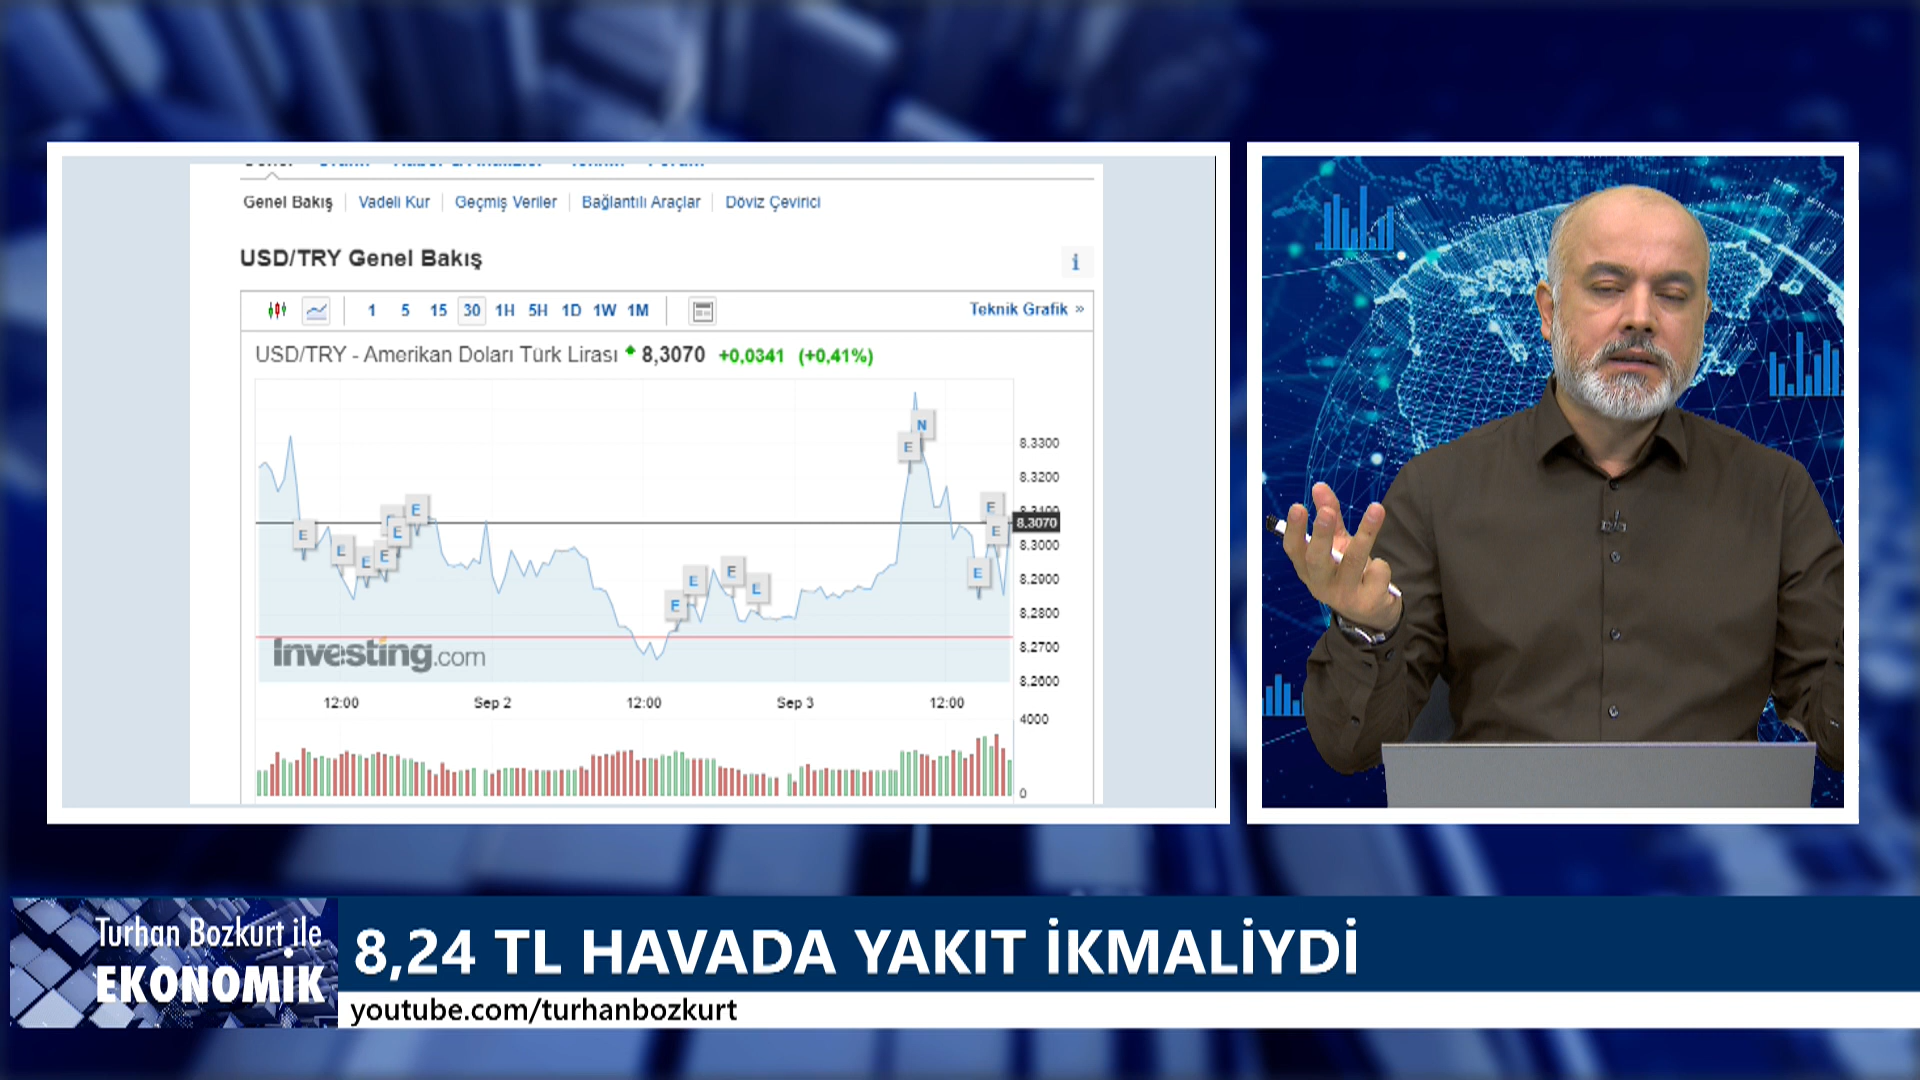 Genel Bakış Vadeli Kur Geçmiş Veriler Bağlantılı Araçlar Döviz Çevirici
USD/TRY Genel Bakış
i
1 5 15 30 1H 5H 1D 1W 1M Teknik Grafik »
USD/TRY - Amerikan Doları Türk Lirası 8,3070 +0,0341 (+0,41%)
N
E
8.3300
8.3200
E E
8.3100
E E
8.3070
E
8.3000
E E E
E E
8.2900
E E
8.2800
E
8.2700
Investing.com
8.2600
12:00 Sep 2 12:00 Sep 3 12:00
4000
0
Turhan Bozkurt ile
EKONOMİK
8,24 TL HAVADA YAKIT İKMALİYDİ
youtube.com/turhanbozkurt